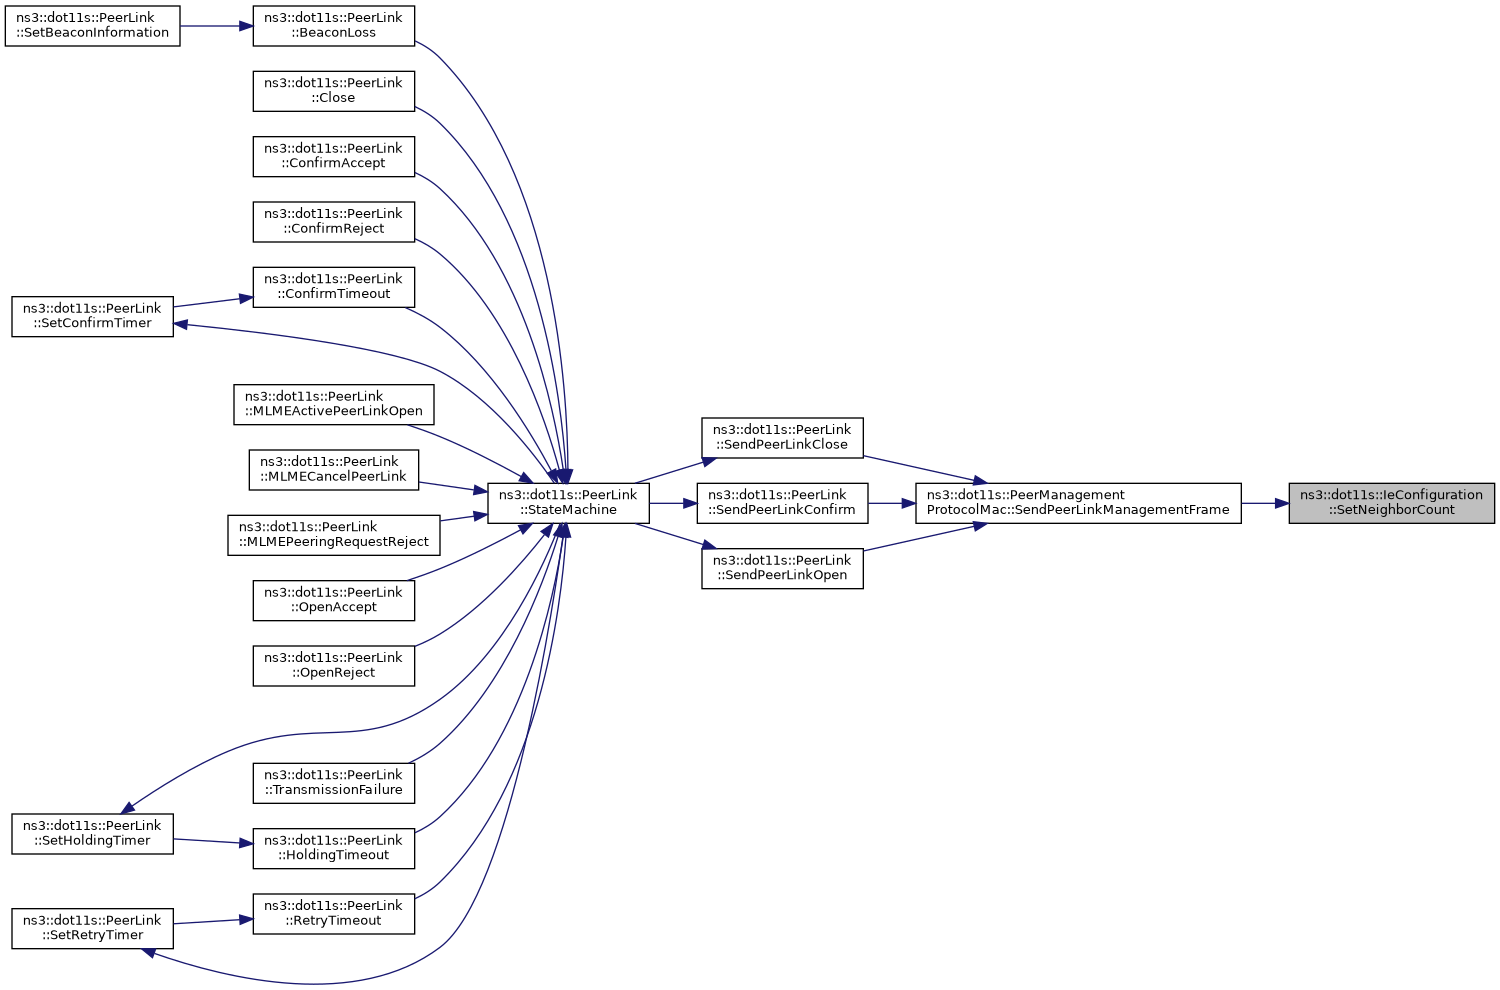 ns3::dot11s::PeerLink
::SetBeaconInformation
ns3::dot11s::PeerLink
::BeaconLoss
ns3::dot11s::PeerLink
::Close
ns3::dot11s::PeerLink
::ConfirmAccept
ns3::dot11s::PeerLink
::ConfirmReject
ns3::dot11s::PeerLink
::ConfirmTimeout
ns3::dot11s::PeerLink
::SetConfirmTimer
ns3::dot11s::PeerLink
::MLMEActivePeerLinkOpen
ns3::dot11s::PeerLink
::MLMECancelPeerLink
ns3::dot11s::PeerLink
::MLMEPeeringRequestReject
ns3::dot11s::PeerLink
::OpenAccept
ns3::dot11s::PeerLink
::OpenReject
ns3::dot11s::PeerLink
::TransmissionFailure
ns3::dot11s::PeerLink
::SetHoldingTimer
ns3::dot11s::PeerLink
::HoldingTimeout
ns3::dot11s::PeerLink
::RetryTimeout
ns3::dot11s::PeerLink
::SetRetryTimer
ns3::dot11s::PeerLink
::StateMachine
ns3::dot11s::PeerLink
::SendPeerLinkClose
ns3::dot11s::PeerLink
::SendPeerLinkConfirm
ns3::dot11s::PeerLink
::SendPeerLinkOpen
ns3::dot11s::PeerManagement
ProtocolMac::SendPeerLinkManagementFrame
ns3::dot11s::IeConfiguration
::SetNeighborCount